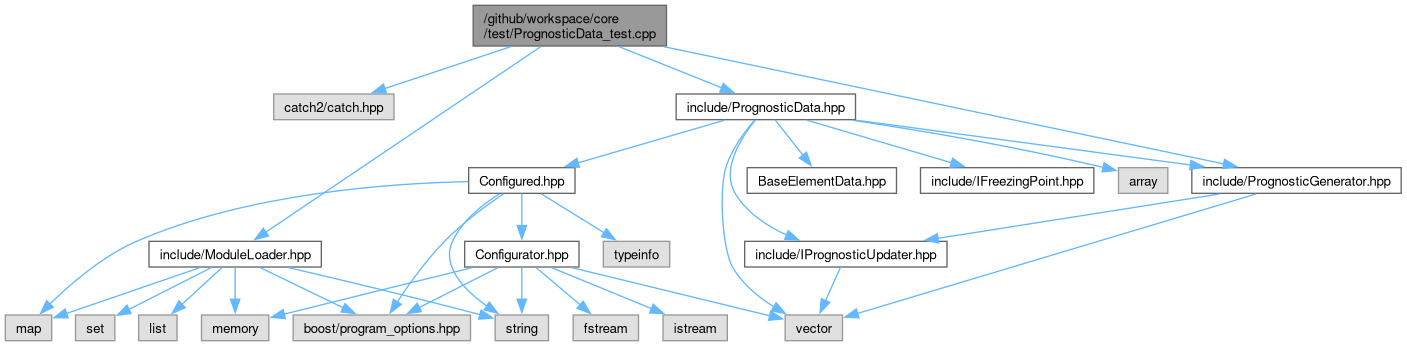 /github/workspace/core
/test/PrognosticData_test.cpp
catch2/catch.hpp
include/PrognosticData.hpp
Configured.hpp
BaseElementData.hpp
include/IFreezingPoint.hpp
array
include/PrognosticGenerator.hpp
include/ModuleLoader.hpp
Configurator.hpp
typeinfo
include/IPrognosticUpdater.hpp
map
set
list
memory
boost/program_options.hpp
string
fstream
istream
vector